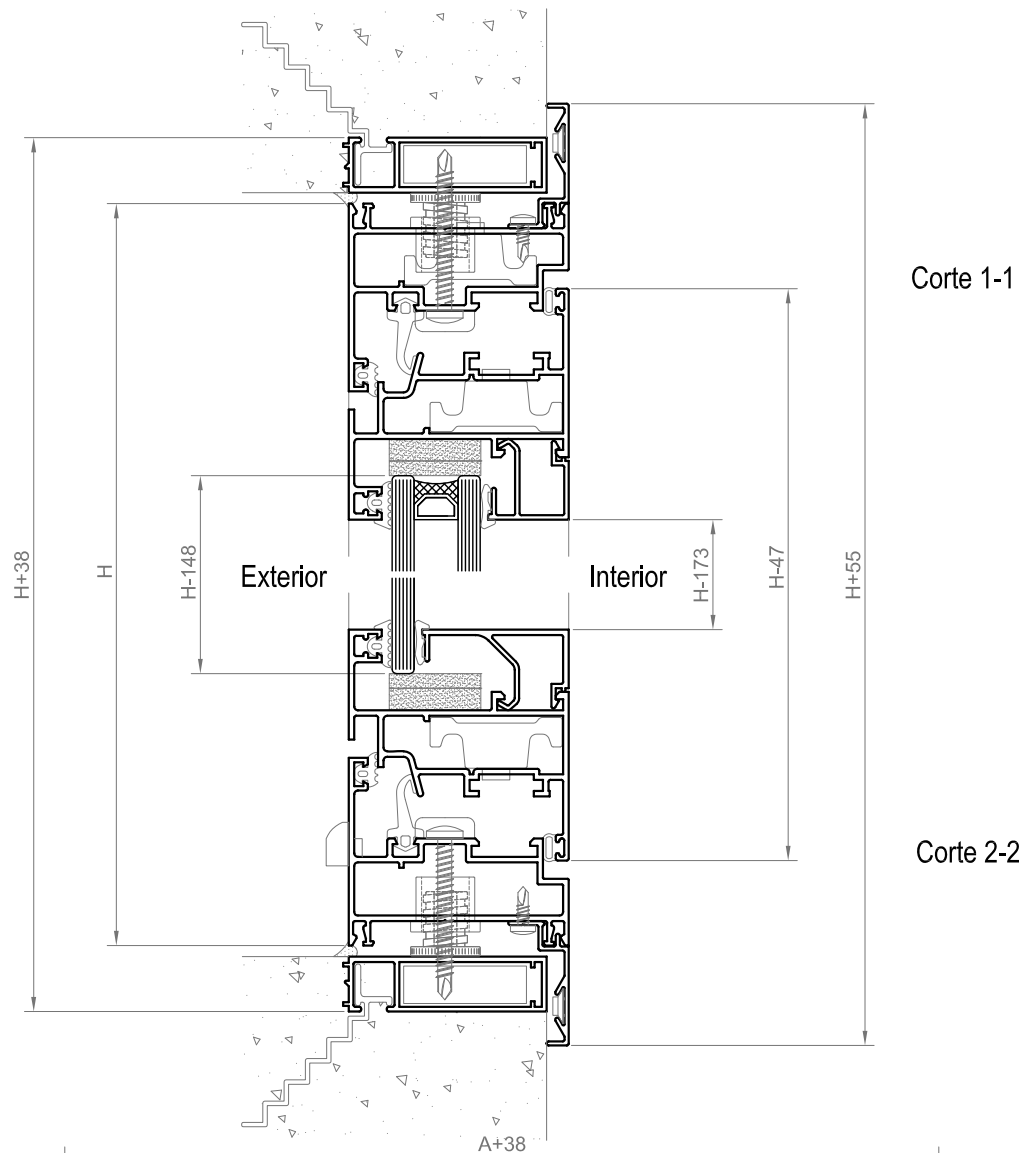 Corte 1-1
H+38
H
H-148
Exterior
Interior
H-173
H-47
H+55
Corte 2-2
A+38